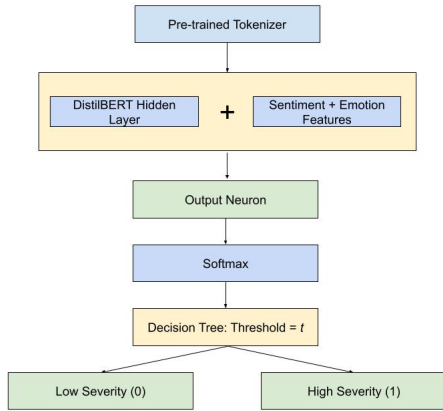 Pre-trained Tokenizer
DistilBERT Hidden
Layer
+
Sentiment + Emotion
Features
Output Neuron
Softmax
Decision Tree: Threshold = t
Low Severity (0)
High Severity (1)